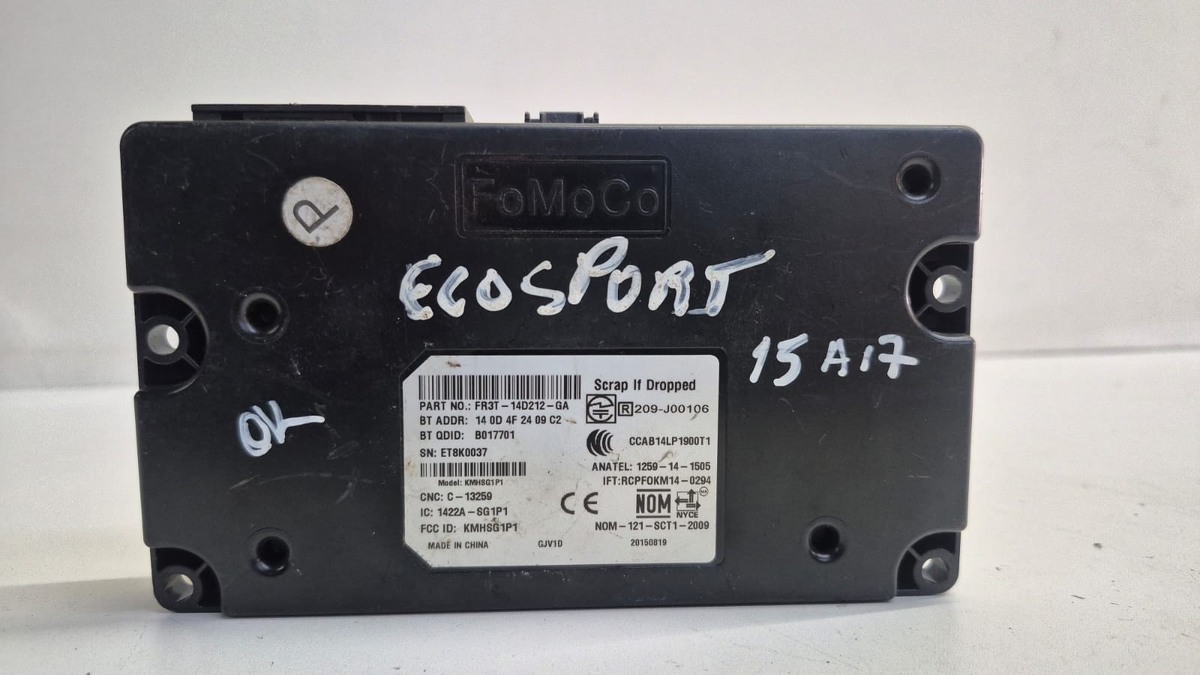 FoMoCo
P
ECOSPORT
15 A 17
OK
Scrap If Dropped
PART NO.: FR3T-14D212-GA
R 209-J00106
BT ADDR: 14 0D 4F 24 09 C2
BT QDID: B017701
CCAB14LP1900T1
SN: ET8K0037
ANATEL: 1259-14-1505
Model: KMHSG1P1
IFT:RCPFOKM14-0294
CNC: C-13259
CE NOM NYCE
IC: 1422A-SG1P1
FCC ID: KMHSG1P1
NOM-121-SCT1-2009
MADE IN CHINA GJV1D 20150819